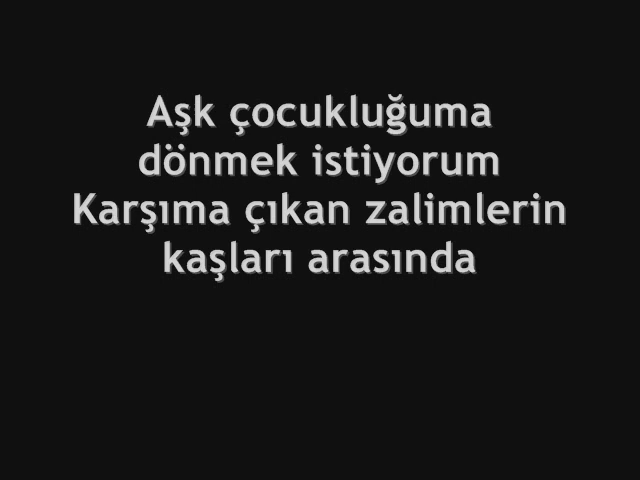 Aşk çocukluğuma
dönmek istiyorum
Karşıma çıkan zalimlerin
kaşları arasında